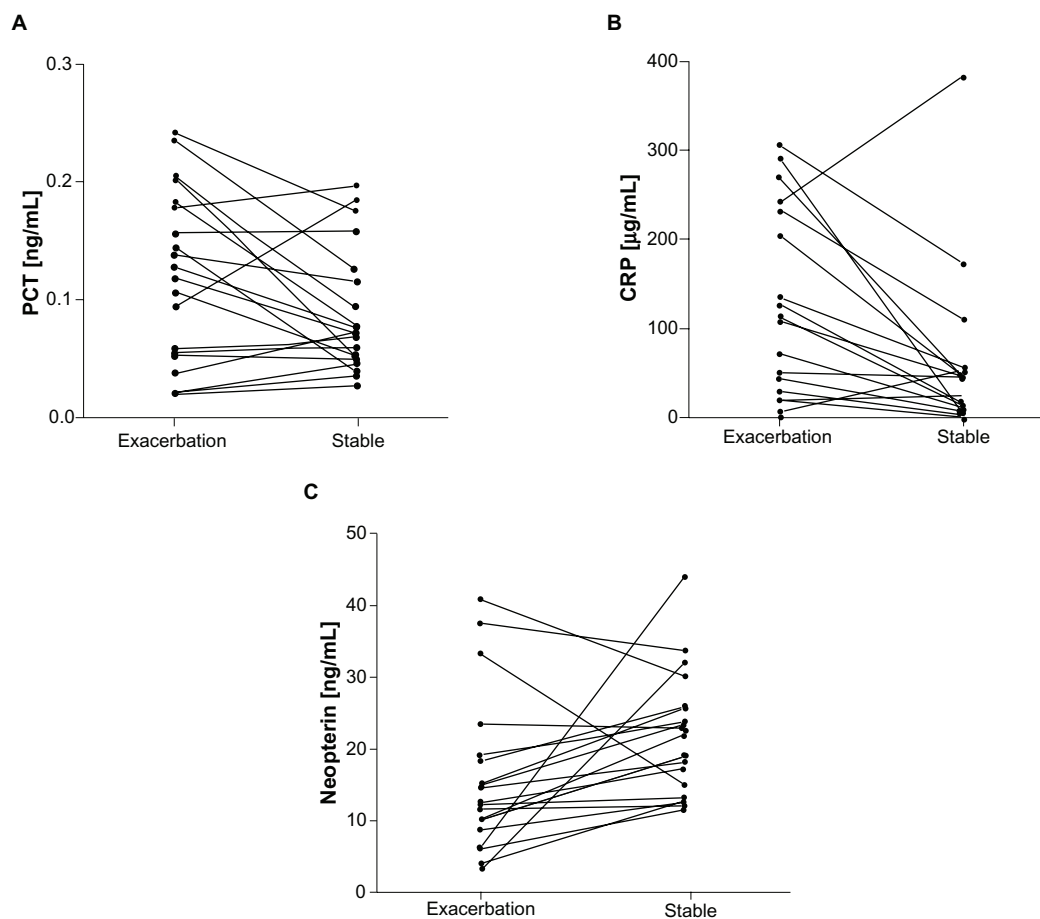 A
PCT [ng/mL]
0.3
0.2
0.1
0.0
Exacerbation Stable
B
CRP [µg/mL]
400
300
200
100
0
Exacerbation Stable
C
Neopterin [ng/mL]
50
40
30
20
10
0
Exacerbation Stable